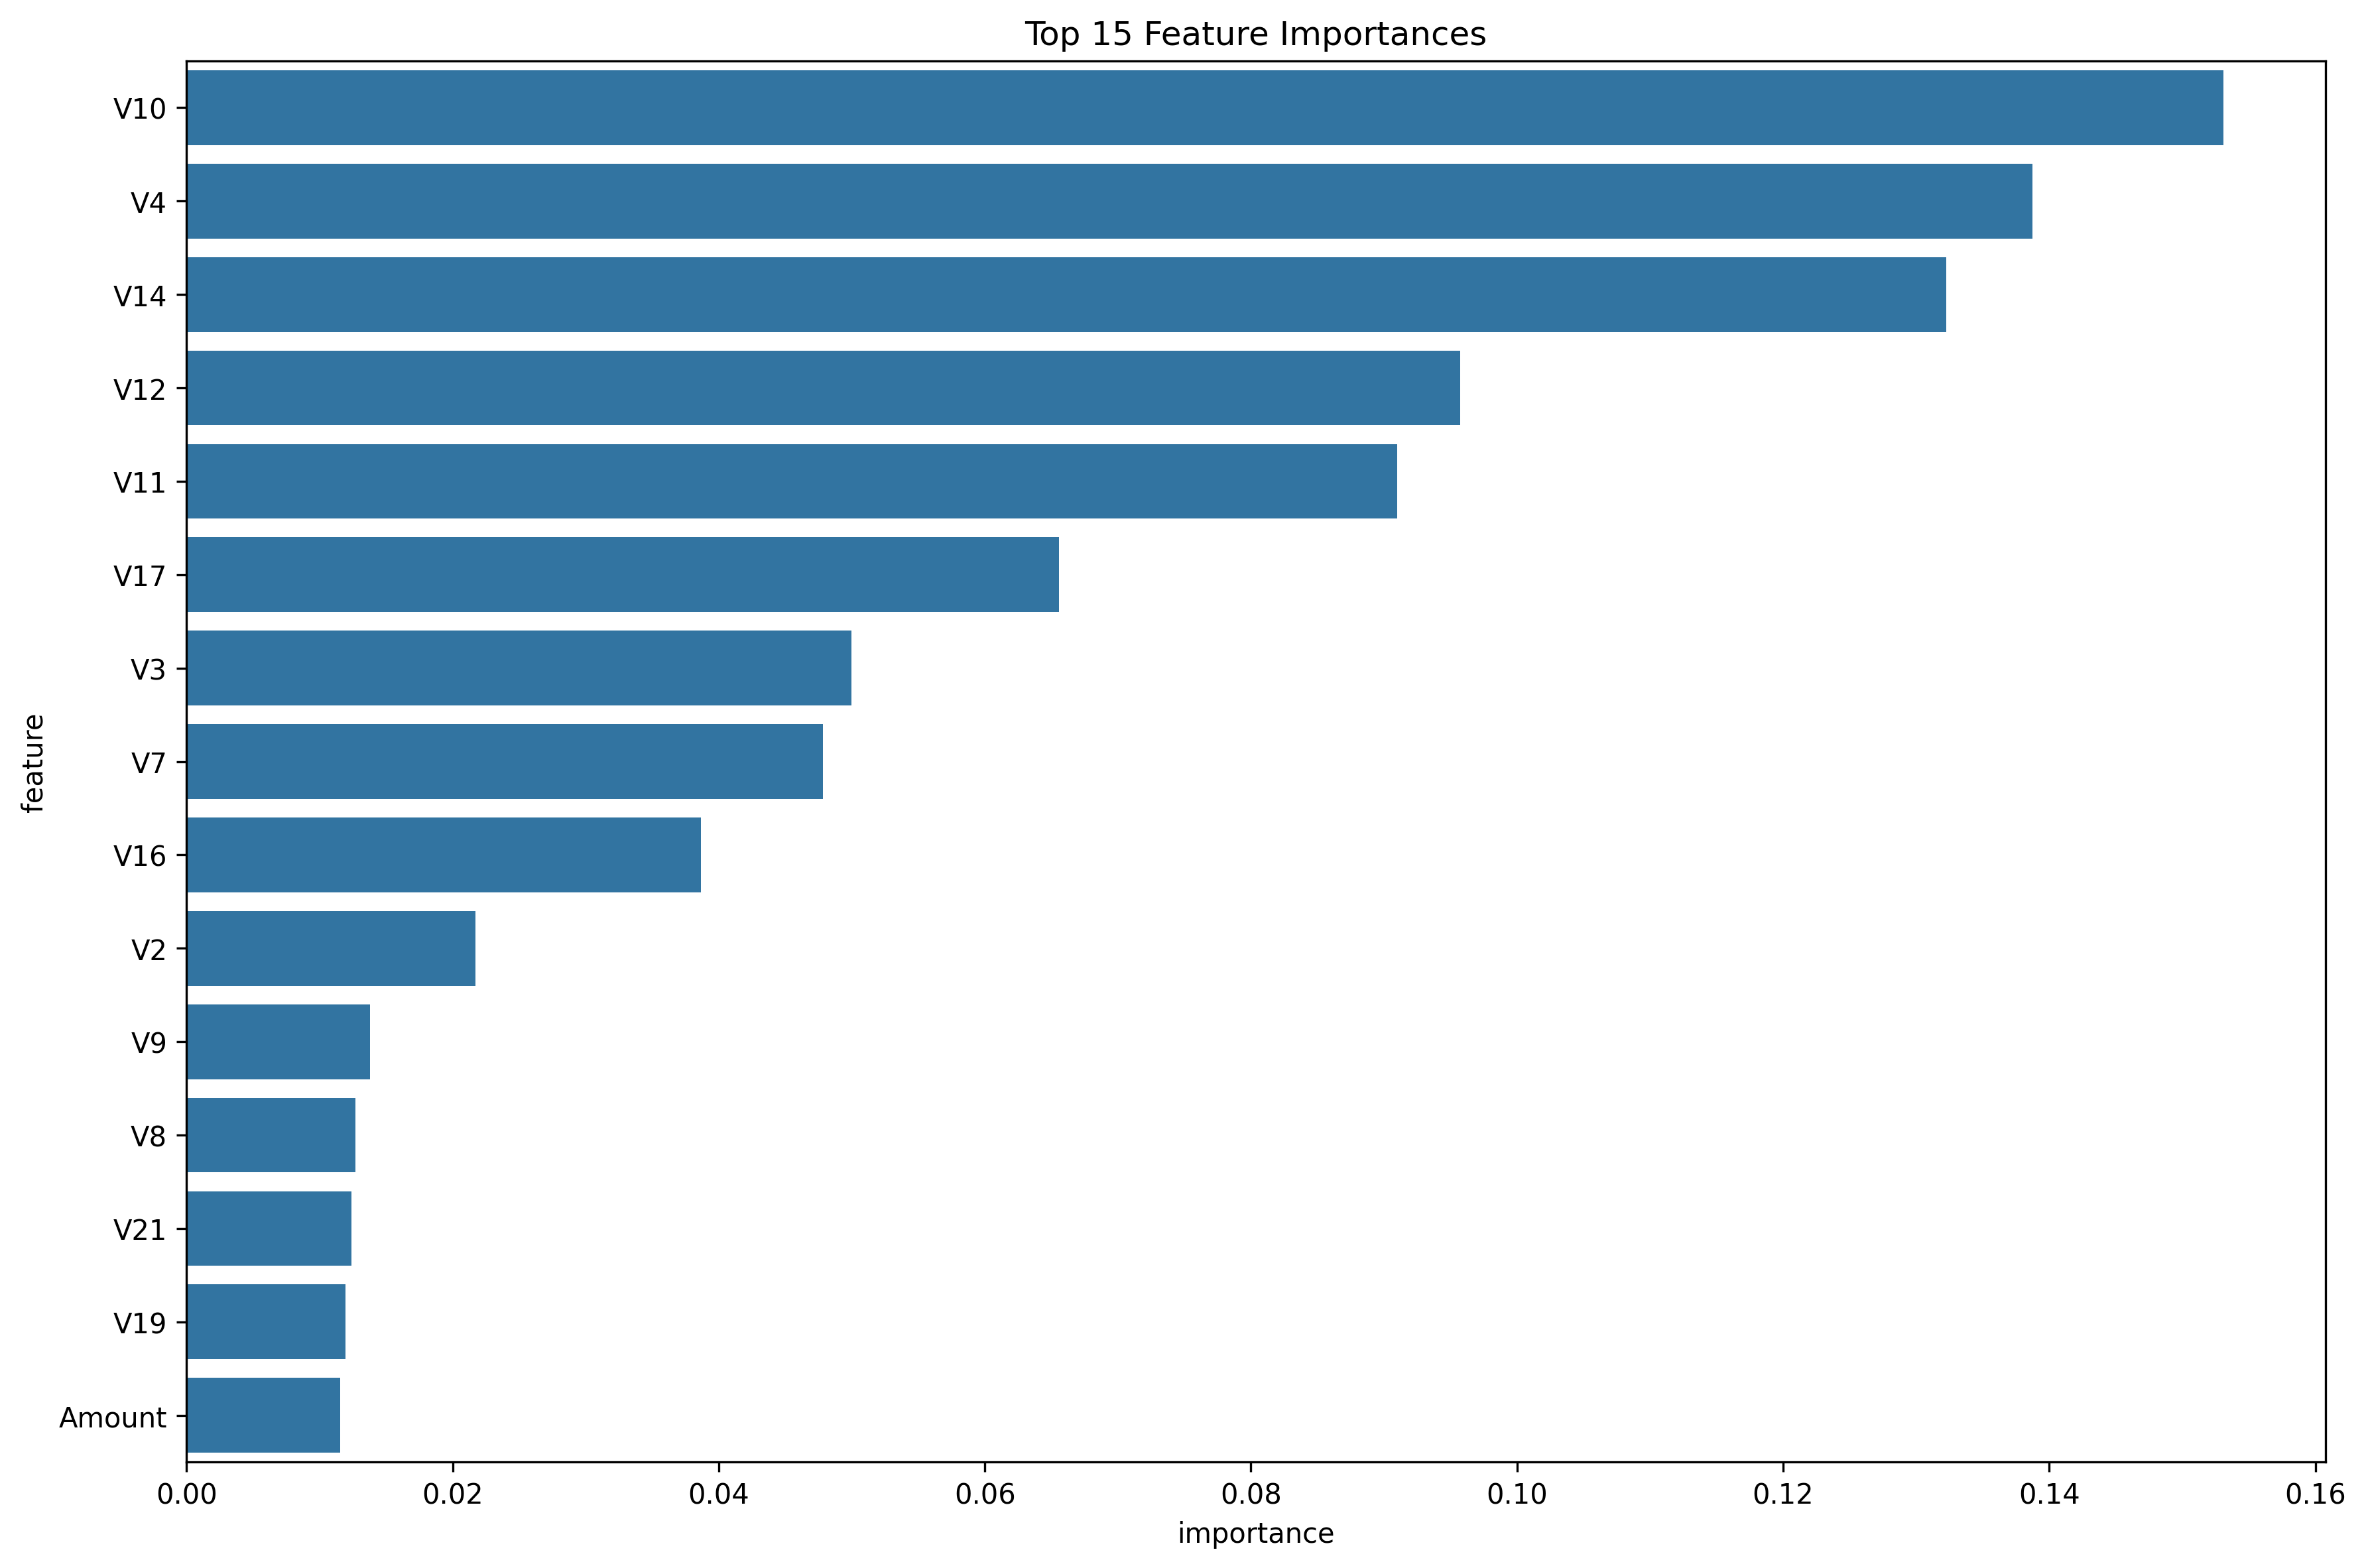 Top 15 Feature Importances
V10
V4
V14
V12
V11
V17
V3
V7
V16
V2
V9
V8
V21
V19
Amount
feature
0.00 0.02 0.04 0.06 0.08 0.10 0.12 0.14 0.16
importance